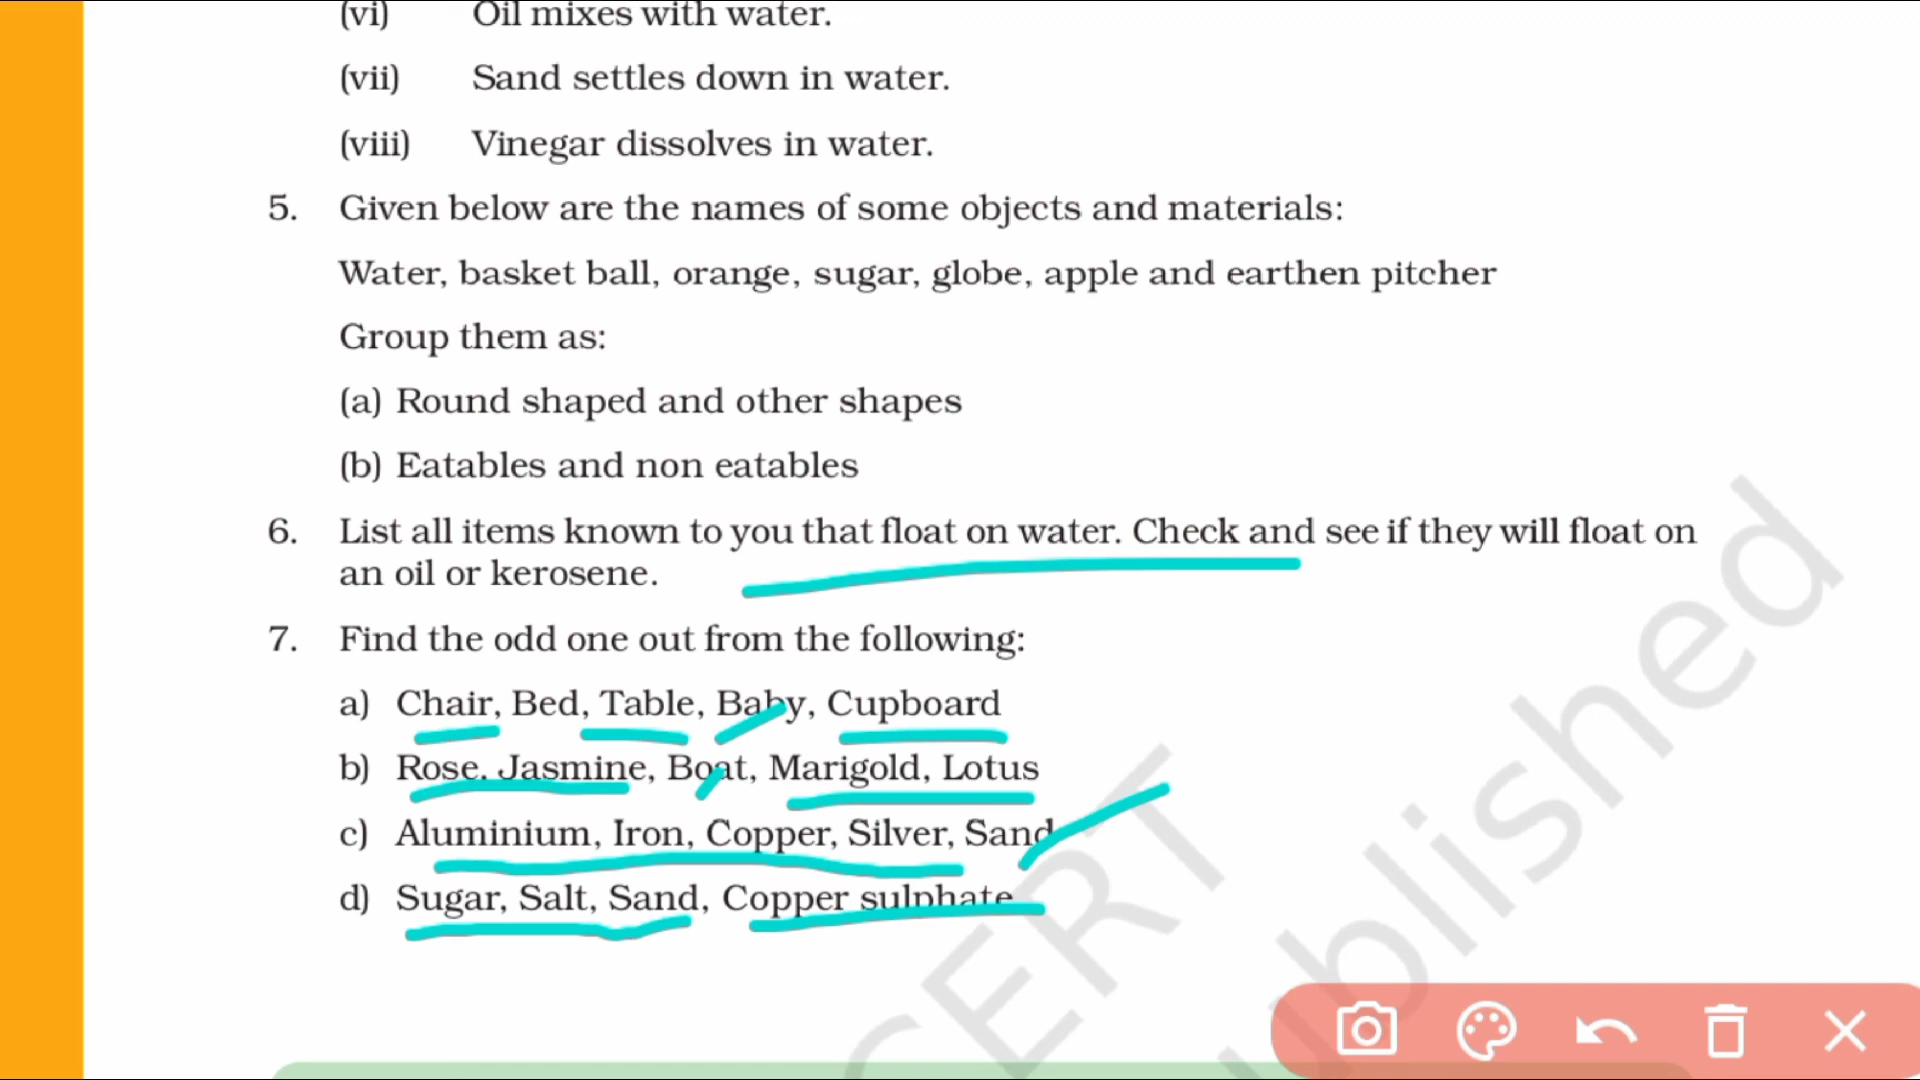 (vi) Oil mixes with water.
(vii) Sand settles down in water.
(viii) Vinegar dissolves in water.
5. Given below are the names of some objects and materials:
Water, basket ball, orange, sugar, globe, apple and earthen pitcher
Group them as:
(a) Round shaped and other shapes
(b) Eatables and non eatables
6. List all items known to you that float on water. Check and see if they will float on
an oil or kerosene.
7. Find the odd one out from the following:
a) Chair, Bed, Table, Baby, Cupboard
b) Rose, Jasmine, Boat, Marigold, Lotus
c) Aluminium, Iron, Copper, Silver, Sand
d) Sugar, Salt, Sand, Copper sulphate
CERT
ublished